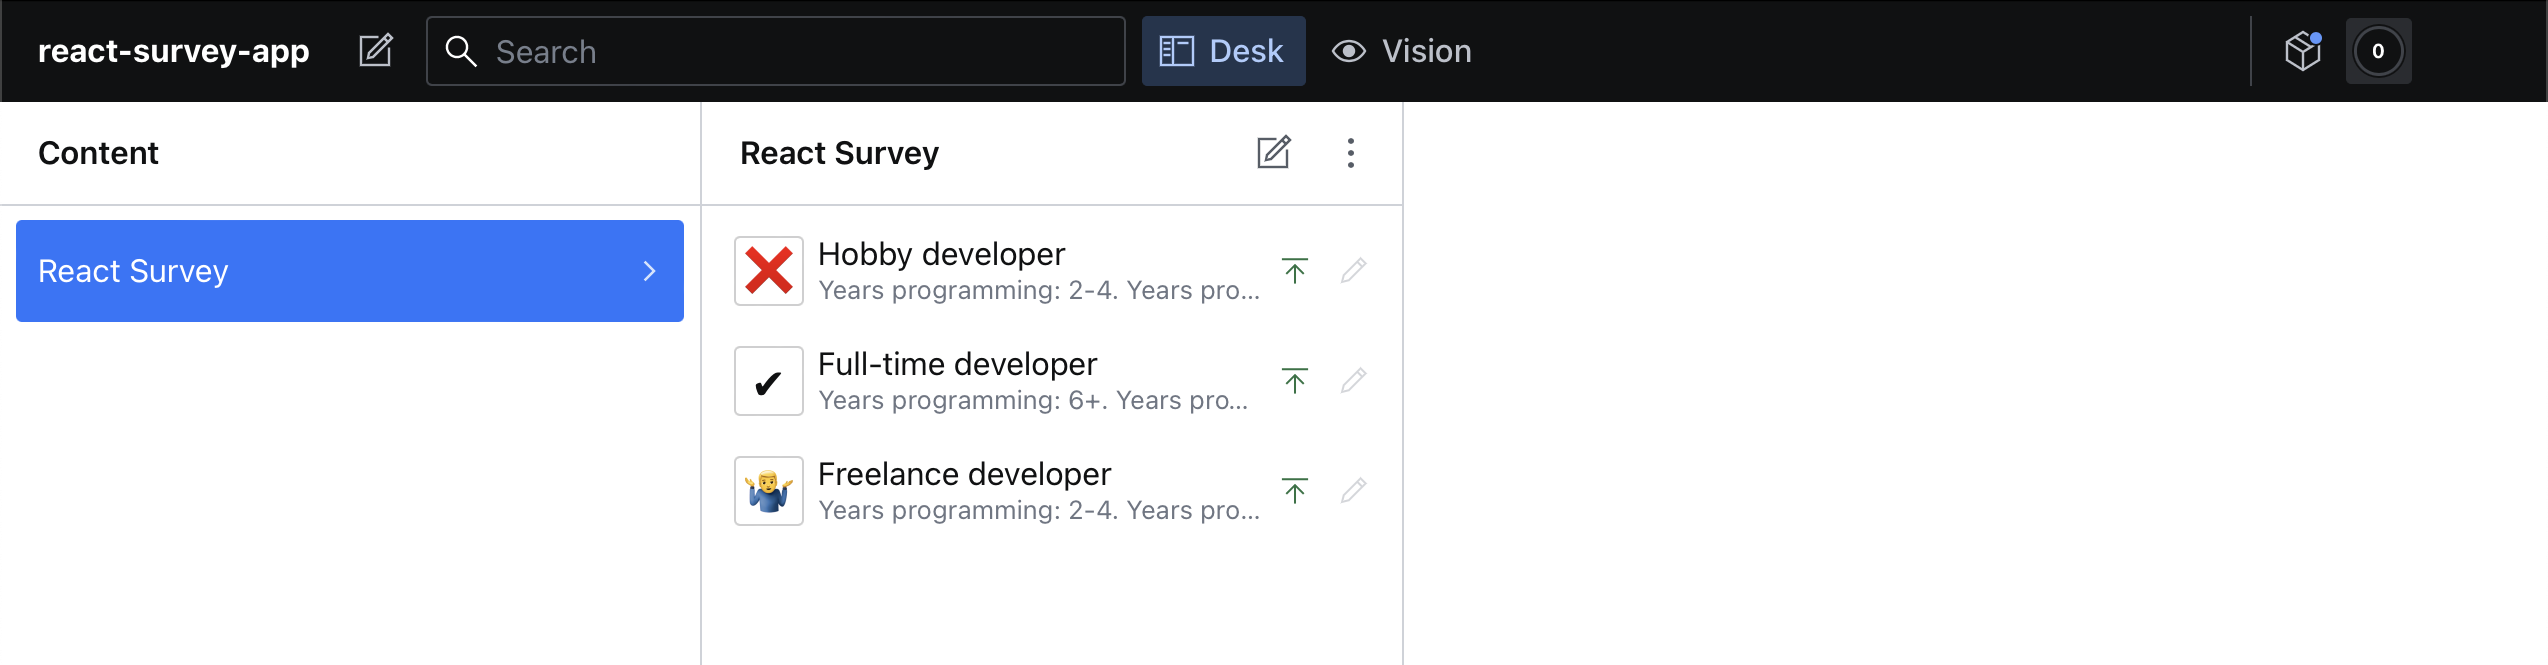 react-survey-app
Search
Desk
Vision
0
Content
React Survey
React Survey
Hobby developer
Years programming: 2-4. Years pro...
Full-time developer
Years programming: 6+. Years pro...
Freelance developer
Years programming: 2-4. Years pro...